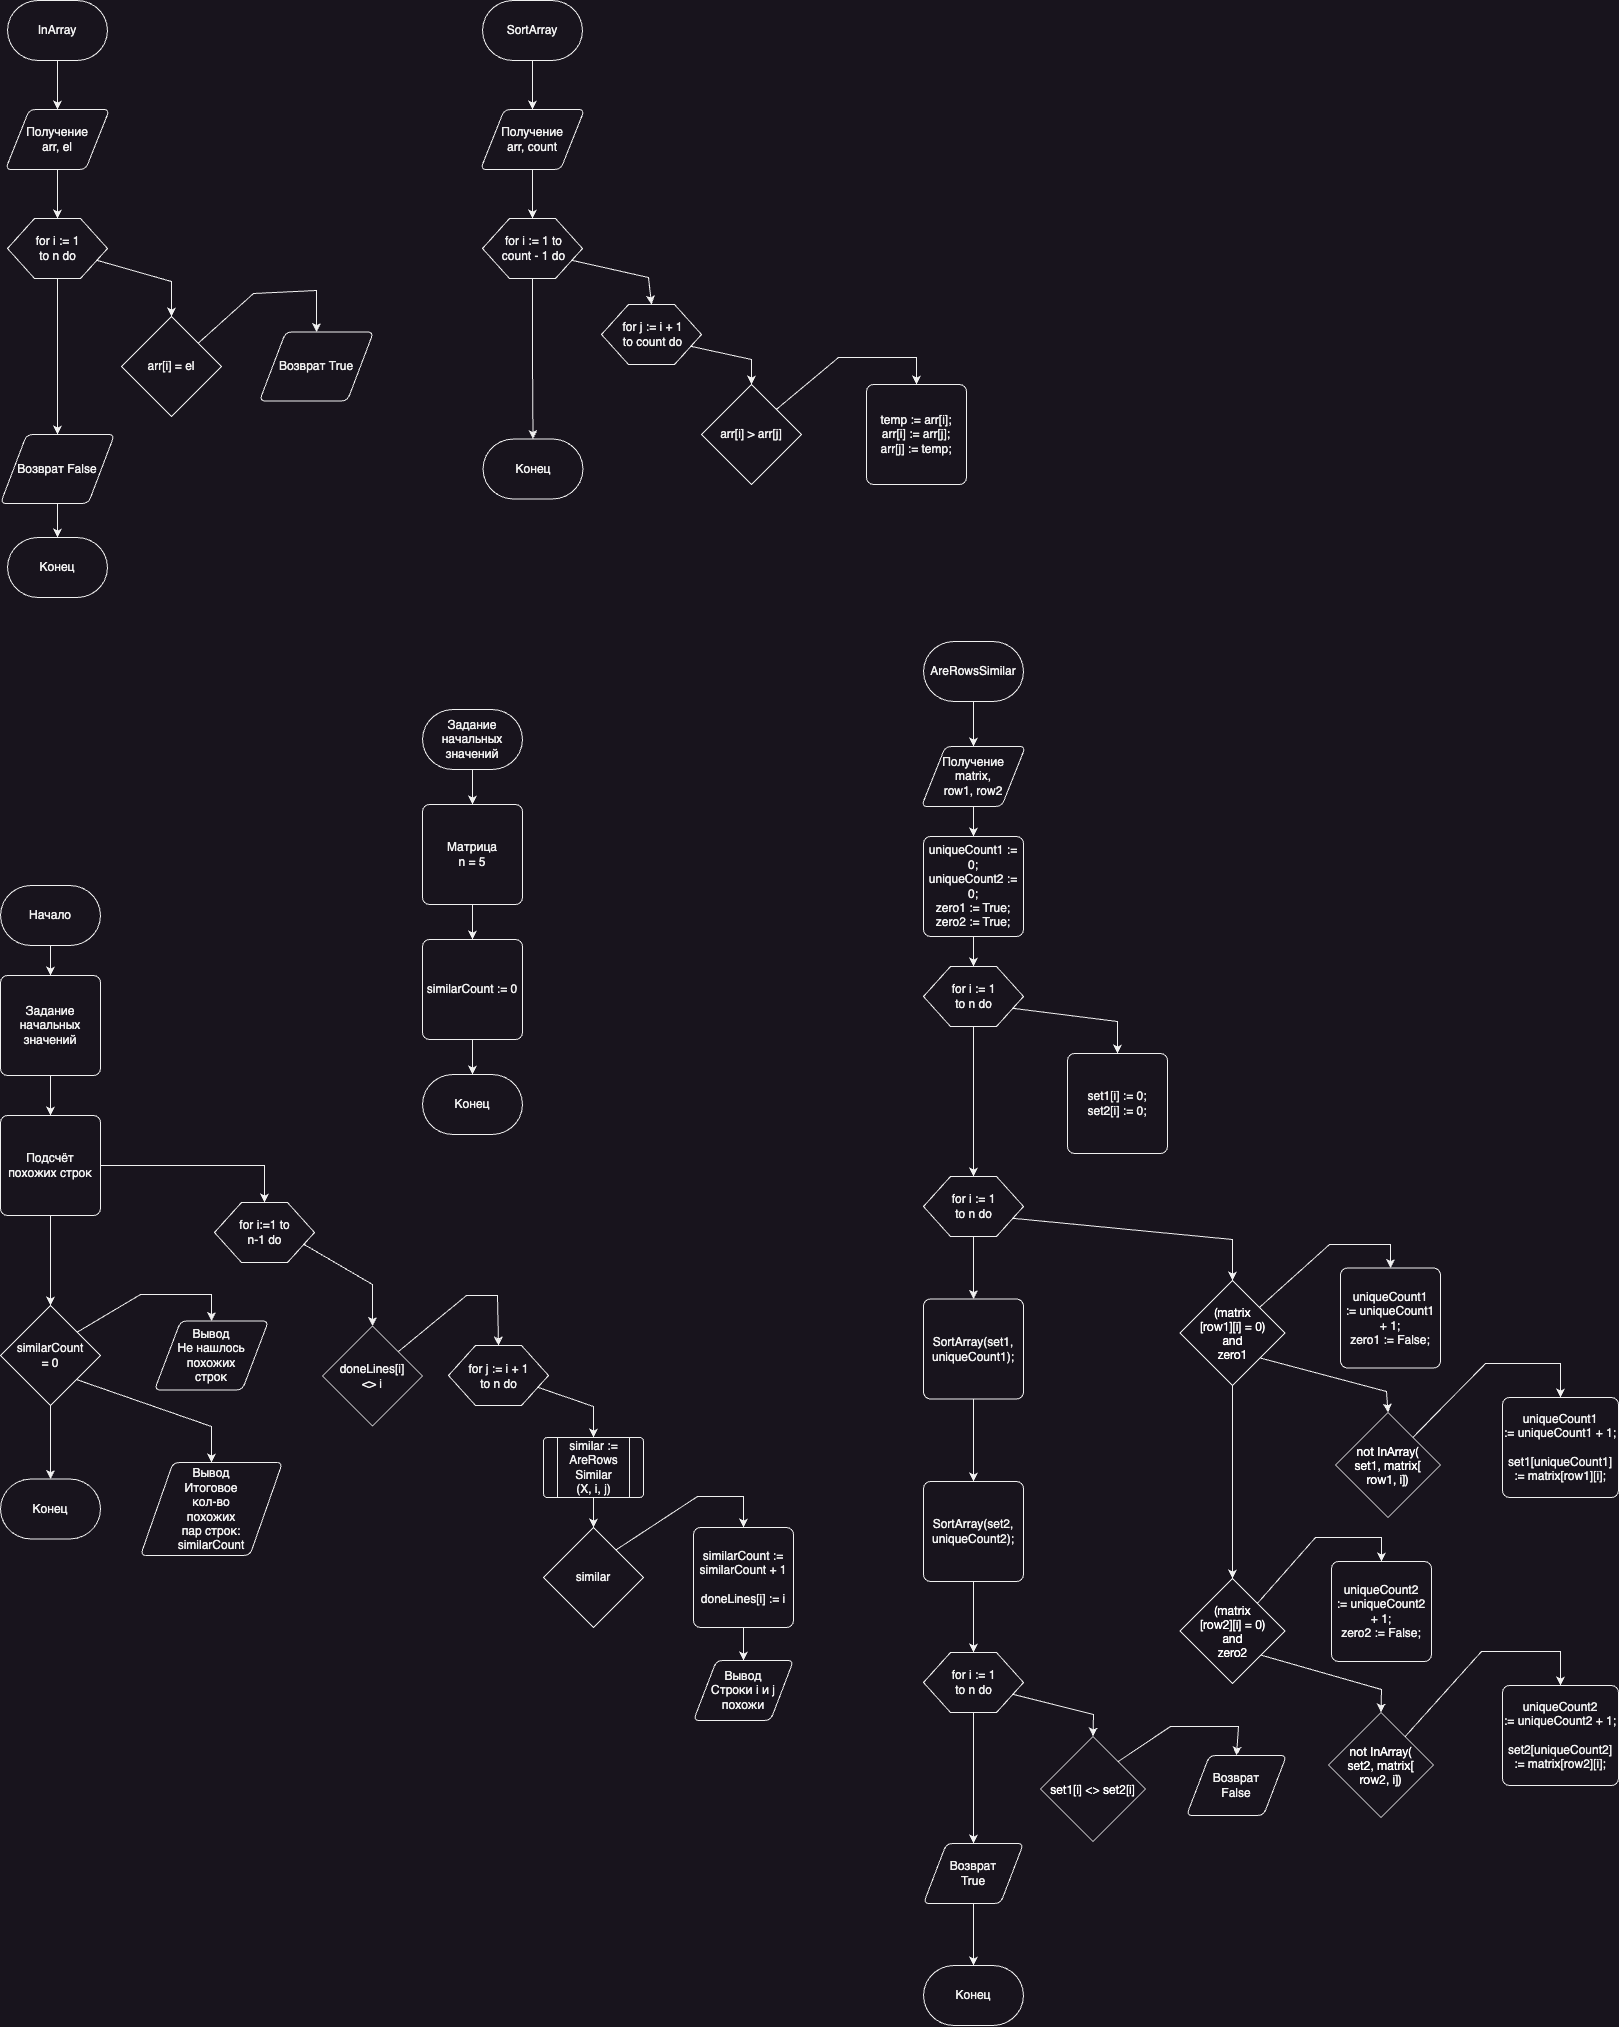 InArray
Получение
arr, el
for i := 1
to n do
arr[i] = el
Возврат True
Возврат False
Конец
SortArray
Получение
arr, count
for i := 1 to
count - 1 do
for j := i + 1
to count do
arr[i] > arr[j]
temp := arr[i];
arr[i] := arr[j];
arr[j] := temp;
Конец
Начало
Задание
начальных
значений
Подсчёт
похожих строк
similarCount
= 0
Вывод
Не нашлось
похожих
строк
Вывод
Итоговое
кол-во
похожих
пар строк:
similarCount
Конец
for i:=1 to
n-1 do
doneLines[i]
<> i
for j := i + 1
to n do
similar :=
AreRows
Similar
(X, i, j)
similar
similarCount :=
similarCount + 1
doneLines[i] := i
Вывод
Строки i и j
похожи
Задание
начальных
значений
Матрица
n = 5
similarCount := 0
Конец
AreRowsSimilar
Получение
matrix,
row1, row2
uniqueCount1 :=
0;
uniqueCount2 :=
0;
zero1 := True;
zero2 := True;
for i := 1
to n do
set1[i] := 0;
set2[i] := 0;
for i := 1
to n do
(matrix
[row1][i] = 0)
and
zero1
uniqueCount1
:= uniqueCount1
+ 1;
zero1 := False;
not InArray(
set1, matrix[
row1, i])
uniqueCount1
:= uniqueCount1 + 1;
set1[uniqueCount1]
:= matrix[row1][i];
(matrix
[row2][i] = 0)
and
zero2
uniqueCount2
:= uniqueCount2
+ 1;
zero2 := False;
not InArray(
set2, matrix[
row2, i])
uniqueCount2
:= uniqueCount2 + 1;
set2[uniqueCount2]
:= matrix[row2][i];
SortArray(set1,
uniqueCount1);
SortArray(set2,
uniqueCount2);
for i := 1
to n do
set1[i] <> set2[i]
Возврат
False
Возврат
True
Конец